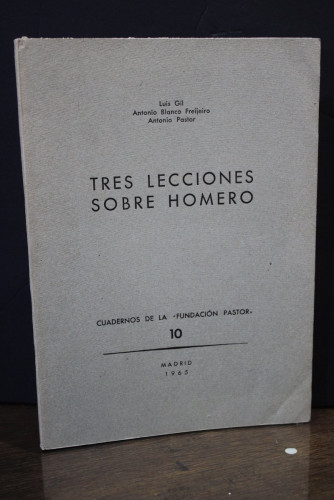 Luis Gil
Antonio Blanco Freijeiro
Antonio Pastor
TRES LECCIONES
SOBRE HOMERO
CUADERNOS DE LA «FUNDACIÓN PASTOR»
10
MADRID
1965